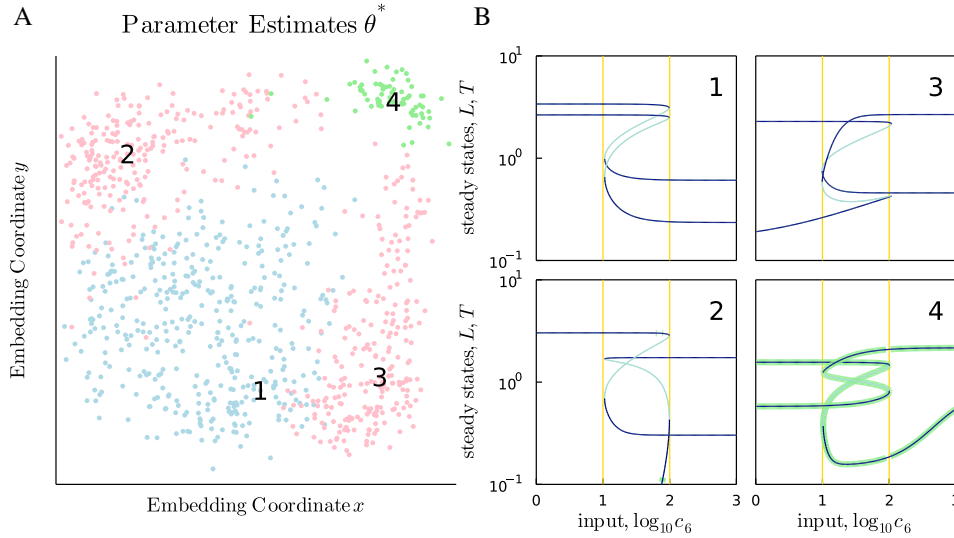 A
Parameter Estimates θ*
2
4
1
3
Embedding Coordinate y
Embedding Coordinate x
B
steady states, L, T
10¹
10⁰
10⁻¹
1
3
steady states, L, T
10¹
10⁰
10⁻¹
2
4
0 1 2 3
0 1 2 3
input, log₁₀ c₆
input, log₁₀ c₆